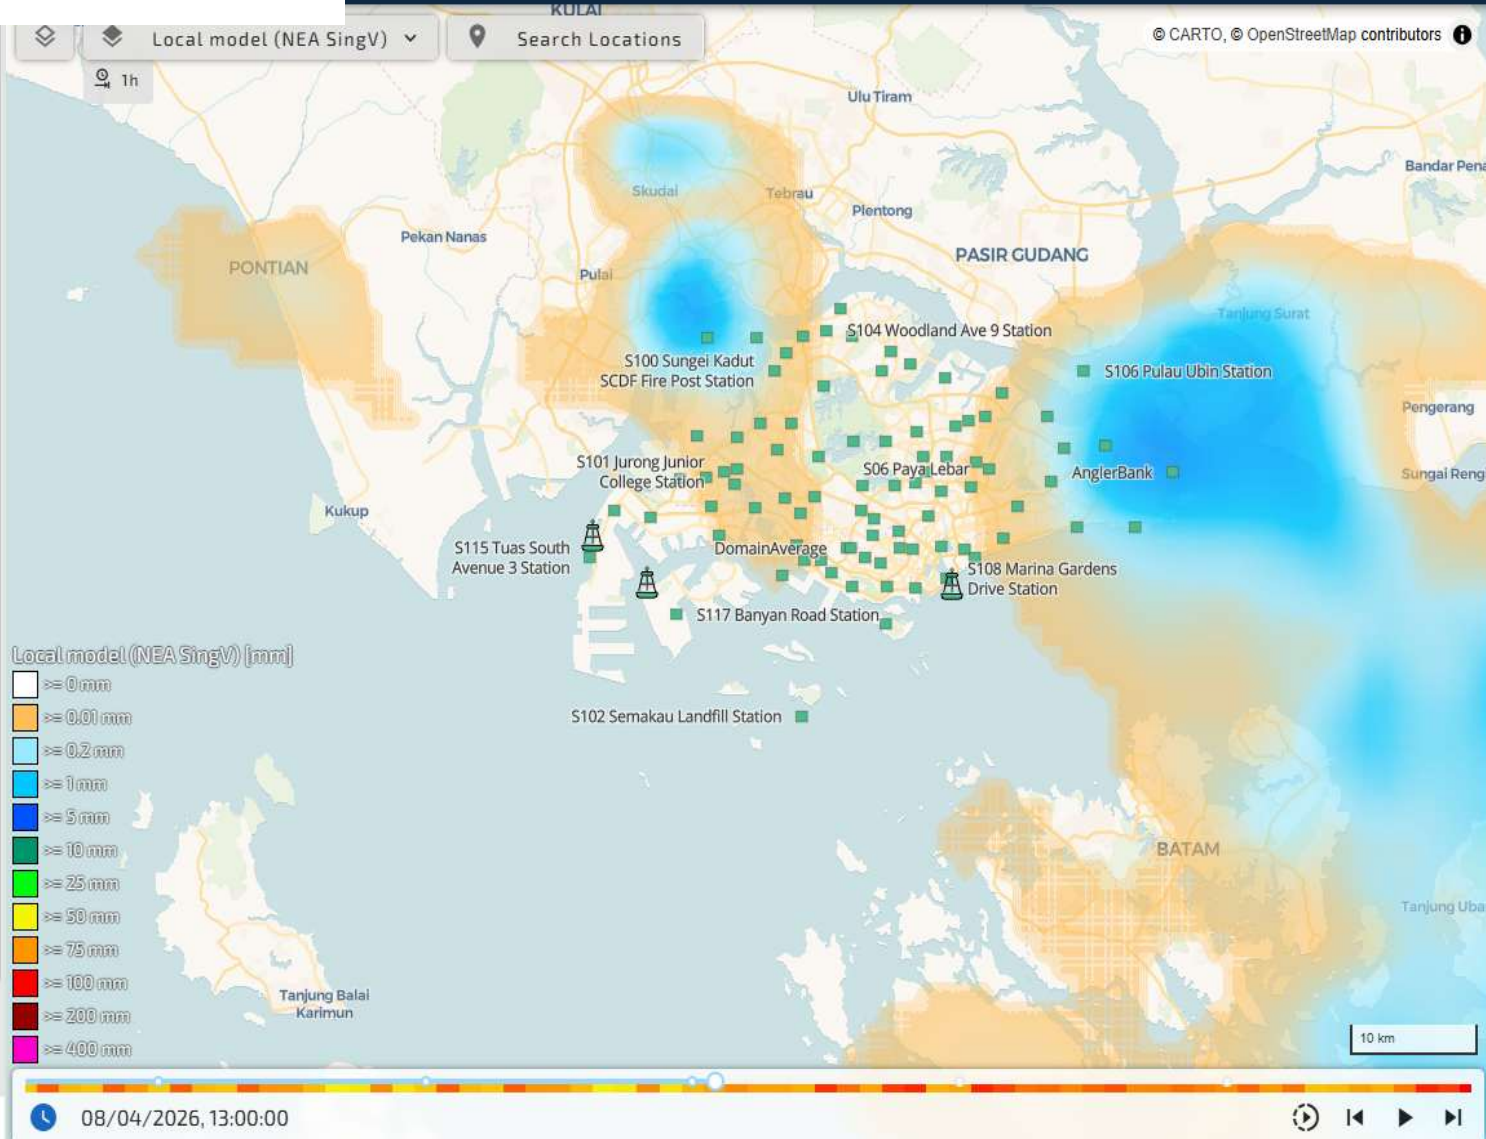 KULAI
Local model (NEA SingV)
Search Locations
© CARTO, © OpenStreetMap contributors
1h
Ulu Tiram
Bandar Pena
Skudai
Tebrau
Plentong
Pekan Nanas
PASIR GUDANG
PONTIAN
Pulai
Tanjung Surat
S104 Woodland Ave 9 Station
S100 Sungei Kadut
SCDF Fire Post Station
S106 Pulau Ubin Station
Pengerang
S101 Jurong Junior
College Station
S06 Paya Lebar
AnglerBank
Sungai Reng
Kukup
S115 Tuas South
Avenue 3 Station
DomainAverage
S108 Marina Gardens
Drive Station
S117 Banyan Road Station
Local model (NEA SingV) [mm]
>= 0 mm
>= 0.01 mm
>= 0.2 mm
>= 1 mm
>= 5 mm
>= 10 mm
>= 25 mm
>= 50 mm
>= 75 mm
>= 100 mm
>= 200 mm
>= 400 mm
S102 Semakau Landfill Station
BATAM
Tanjung Uba
Tanjung Balai
Karimun
10 km
08/04/2026, 13:00:00